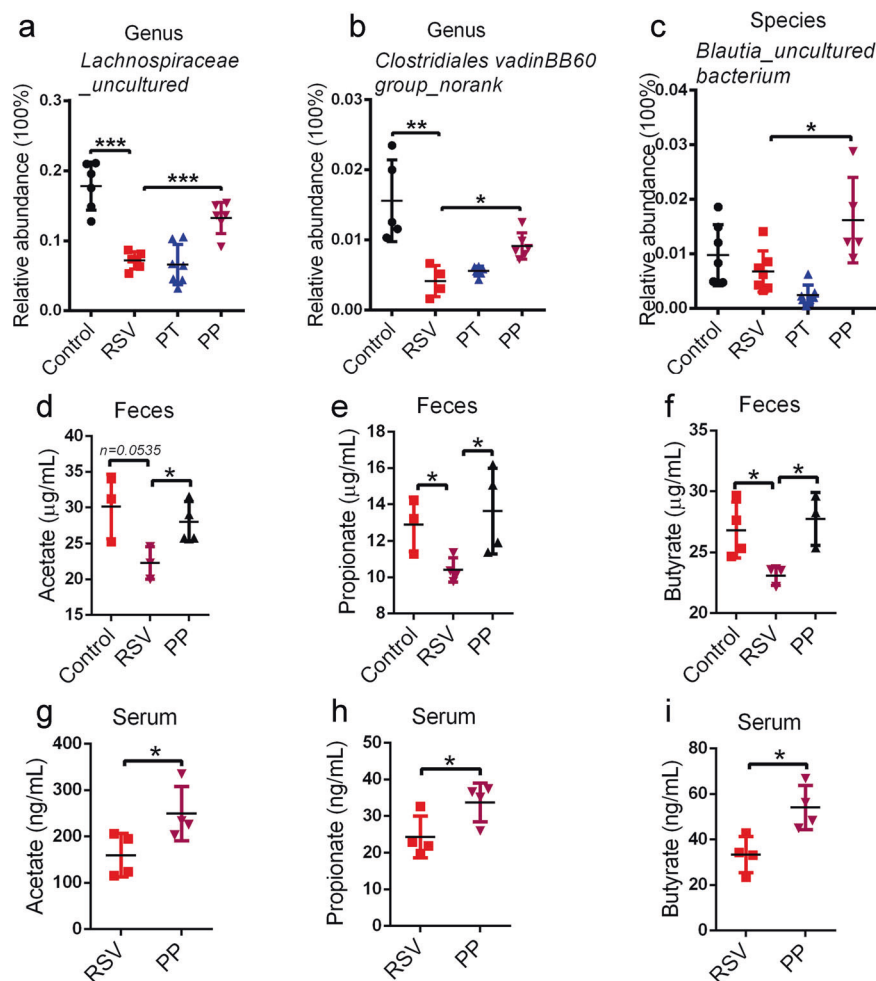 a
Genus
Lachnospiraceae
_uncultured
Relative abundance (100%)
0.3
0.2
0.1
0.0
***
***
Control
RSV
PT
PP
b
Genus
Clostridiales vadinBB60
group_norank
Relative abundance (100%)
0.03
0.02
0.01
0.00
**
*
Control
RSV
PT
PP
c
Species
Blautia_uncultured
bacterium
Relative abundance (100%)
0.04
0.03
0.02
0.01
0.00
*
Control
RSV
PT
PP
d
Feces
Acetate (μg/mL)
40
35
30
25
20
15
n=0.0535
*
Control
RSV
PP
e
Feces
Propionate (μg/mL)
18
16
14
12
10
8
*
*
Control
RSV
PP
f
Feces
Butyrate (μg/mL)
35
30
25
20
*
*
Control
RSV
PP
g
Serum
Acetate (ng/mL)
400
300
200
100
0
*
RSV
PP
h
Serum
Propionate (ng/mL)
50
40
30
20
10
0
*
RSV
PP
i
Serum
Butyrate (ng/mL)
80
60
40
20
0
*
RSV
PP